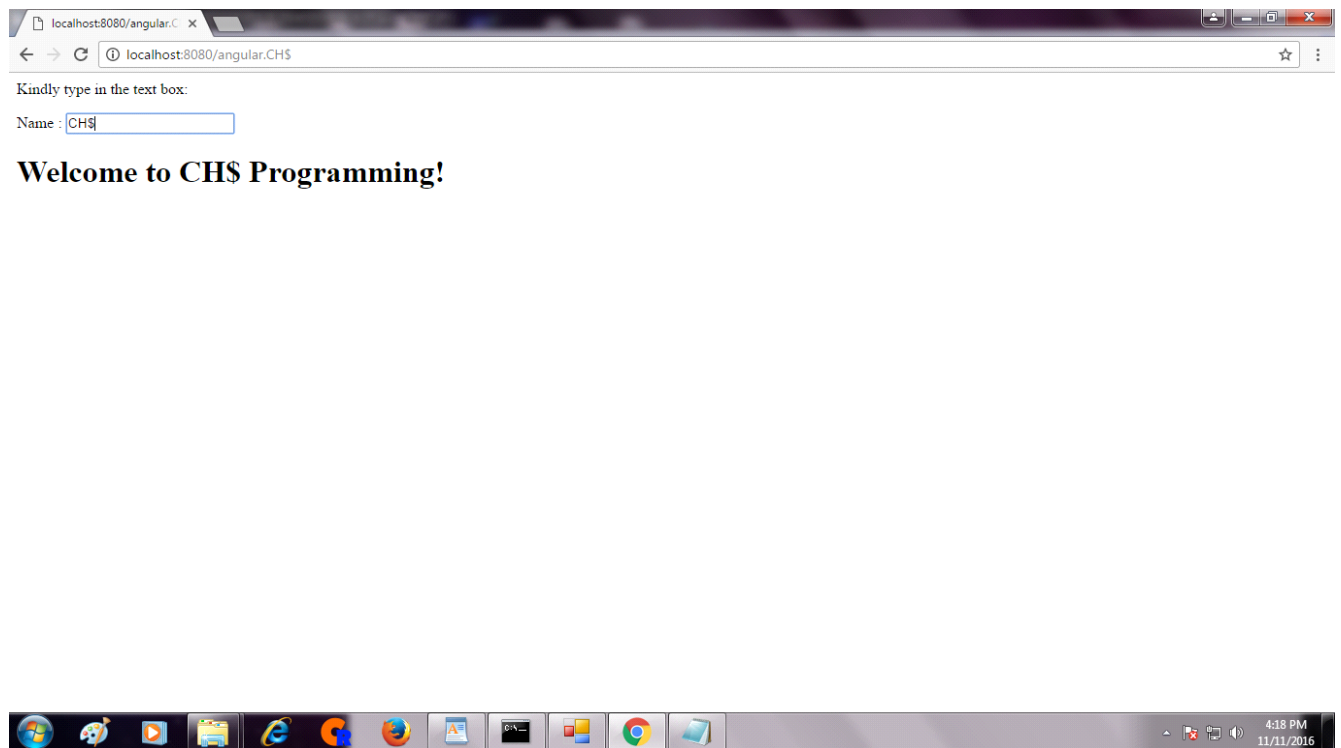 localhost:8080/angular.C
localhost:8080/angular.CH$
Kindly type in the text box:
Name : CH$
Welcome to CH$ Programming!
4:18 PM
11/11/2016